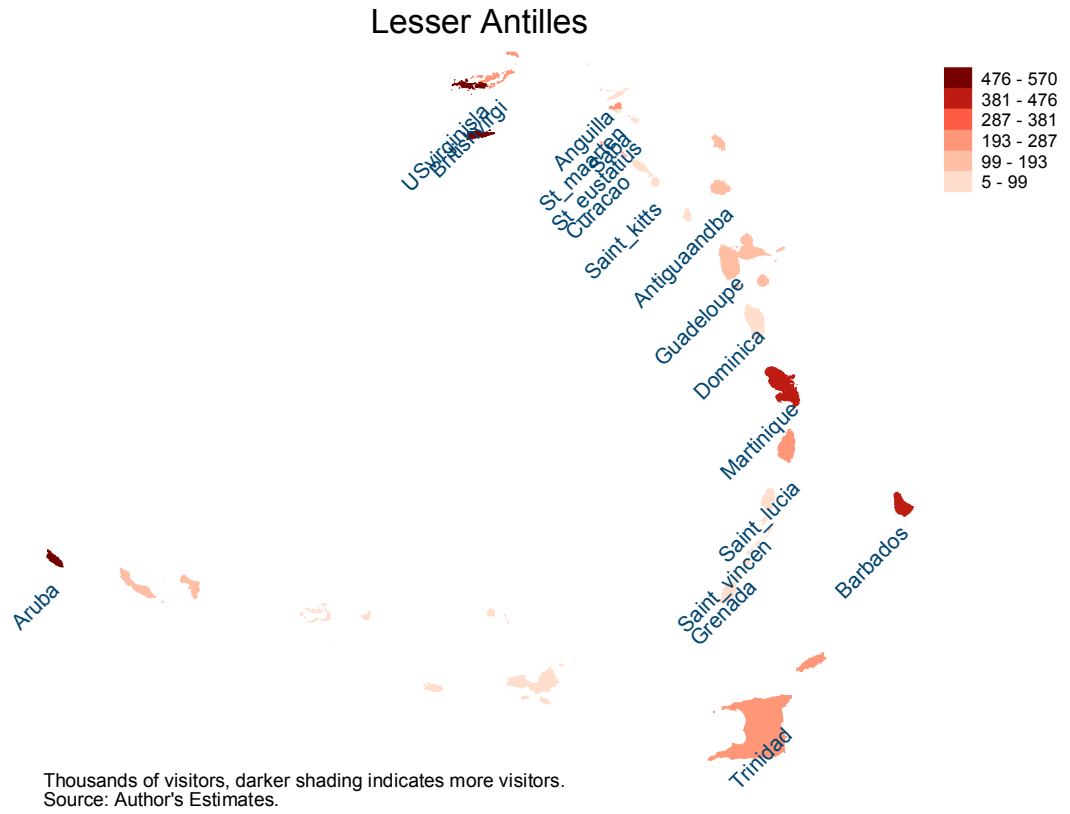 Lesser Antilles
476 - 570
381 - 476
287 - 381
193 - 287
99 - 193
5 - 99
USvirginisla
Britishvirgi
Anguilla
St_maarten
Saba
St_eustatius
Curacao
Saint_kitts
Antiguaandba
Guadeloupe
Dominica
Martinique
Saint_lucia
Barbados
Saint_vincen
Grenada
Aruba
Trinidad
Thousands of visitors, darker shading indicates more visitors.
Source: Author's Estimates.